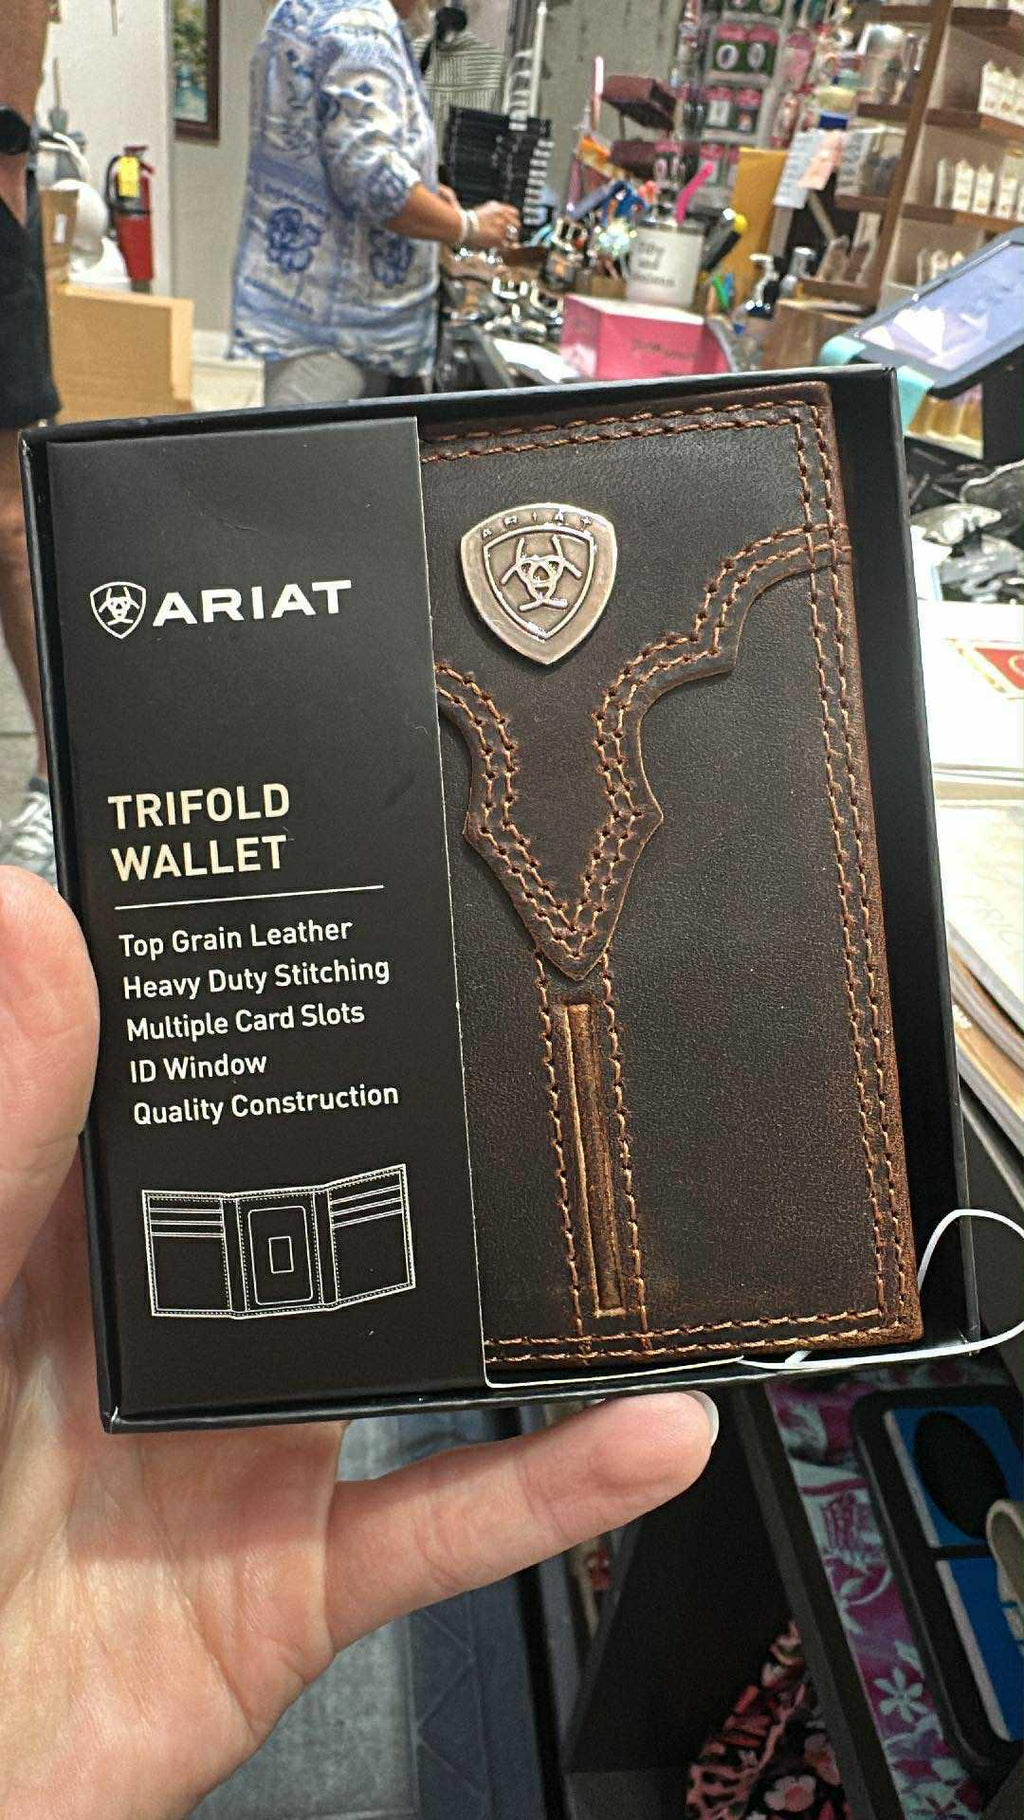 ARIAT
ARIAT
TRIFOLD
WALLET
Top Grain Leather
Heavy Duty Stitching
Multiple Card Slots
ID Window
Quality Construction